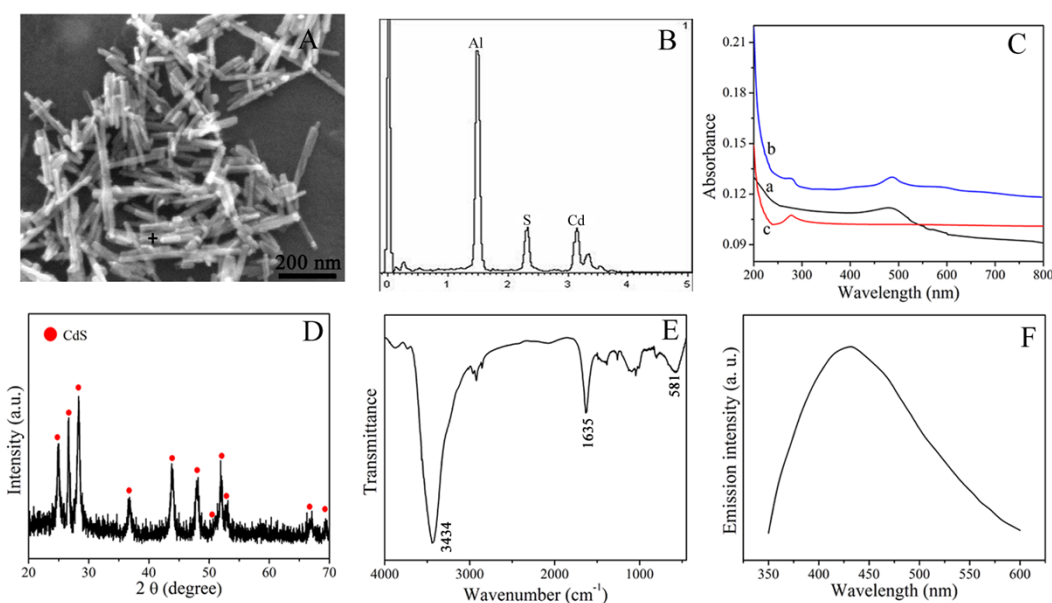 A
200 nm
B
1
Al
S
Cd
0
1
2
3
4
5
C
Absorbance
0.21
0.18
0.15
0.12
0.09
b
a
c
200
300
400
500
600
700
800
Wavelength (nm)
D
CdS
Intensity (a.u.)
20
30
40
50
60
70
2 θ (degree)
E
Transmittance
3434
1635
581
4000
3000
2000
1000
Wavenumber (cm⁻¹)
F
Emission intensity (a. u.)
350
400
450
500
550
600
Wavelength (nm)